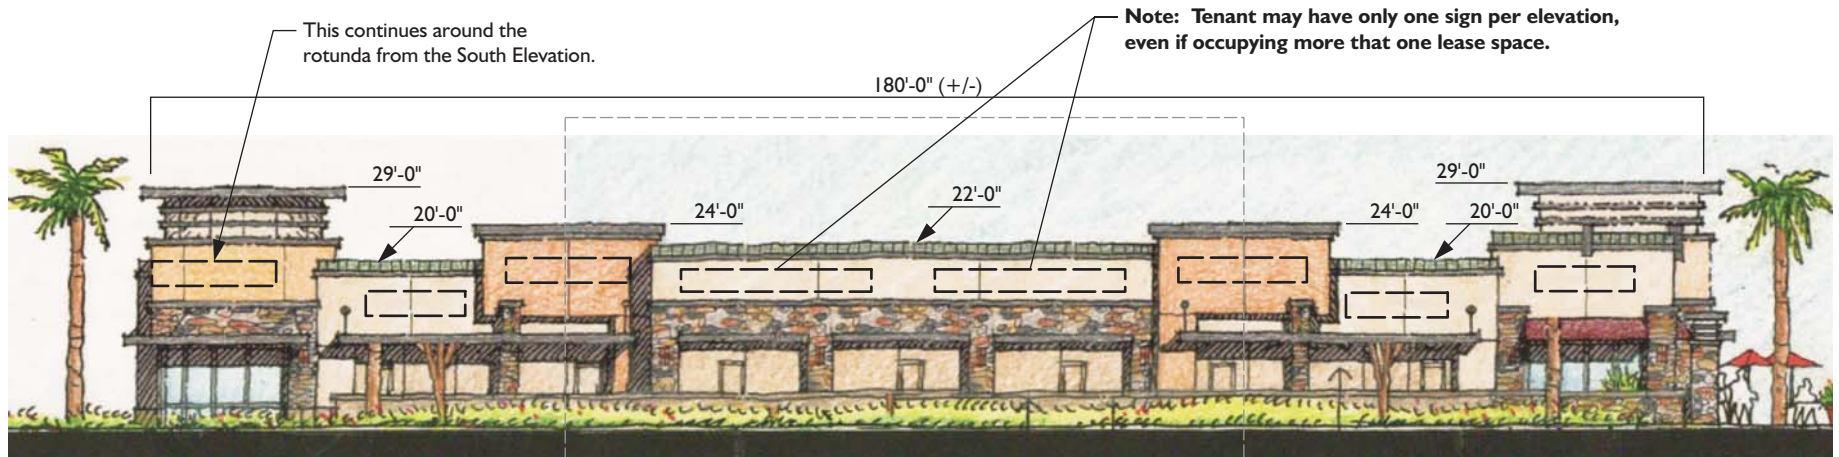 This continues around the
rotunda from the South Elevation.
Note: Tenant may have only one sign per elevation,
even if occupying more that one lease space.
180'-0" (+/-)
29'-0"
20'-0"
24'-0"
22'-0"
29'-0"
24'-0"
20'-0"